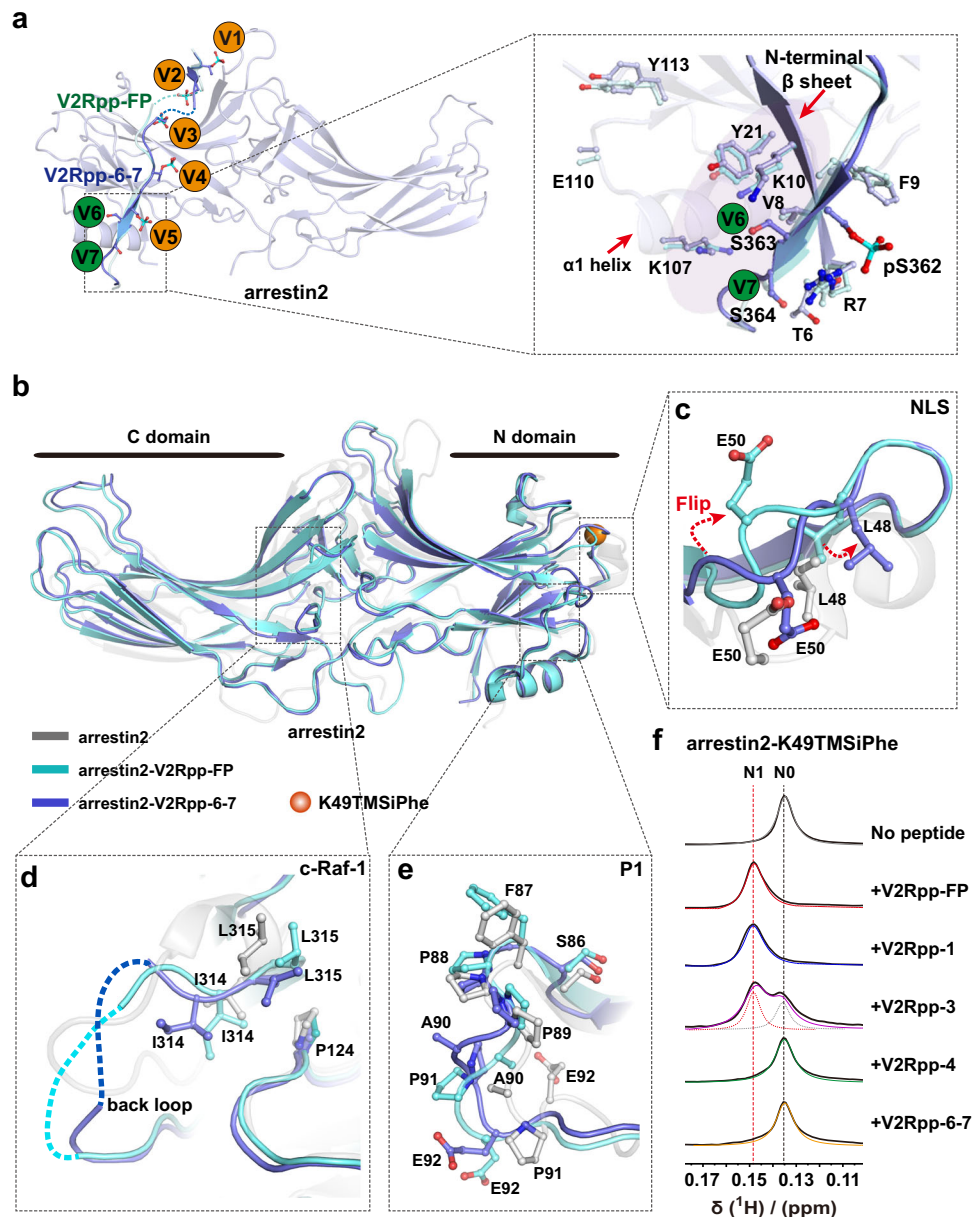 a
V1
V2
V2Rpp-FP
V3
V2Rpp-6-7
V4
V6
V5
V7
arrestin2
N-terminal
β sheet
Y113
Y21
E110
K10
F9
V8
V6
S363
α1 helix
K107
pS362
V7
S364
R7
T6
b
C domain
N domain
arrestin2
arrestin2
arrestin2-V2Rpp-FP
arrestin2-V2Rpp-6-7
K49TMSiPhe
c
NLS
E50
Flip
L48
L48
E50
E50
d
c-Raf-1
L315
L315
I314
L315
I314
I314
P124
back loop
e
P1
F87
S86
P88
P89
A90
P91
A90
E92
E92
E92
P91
f
arrestin2-K49TMSiPhe
N1
N0
No peptide
+V2Rpp-FP
+V2Rpp-1
+V2Rpp-3
+V2Rpp-4
+V2Rpp-6-7
0.17 0.15 0.13 0.11
δ (¹H) / (ppm)